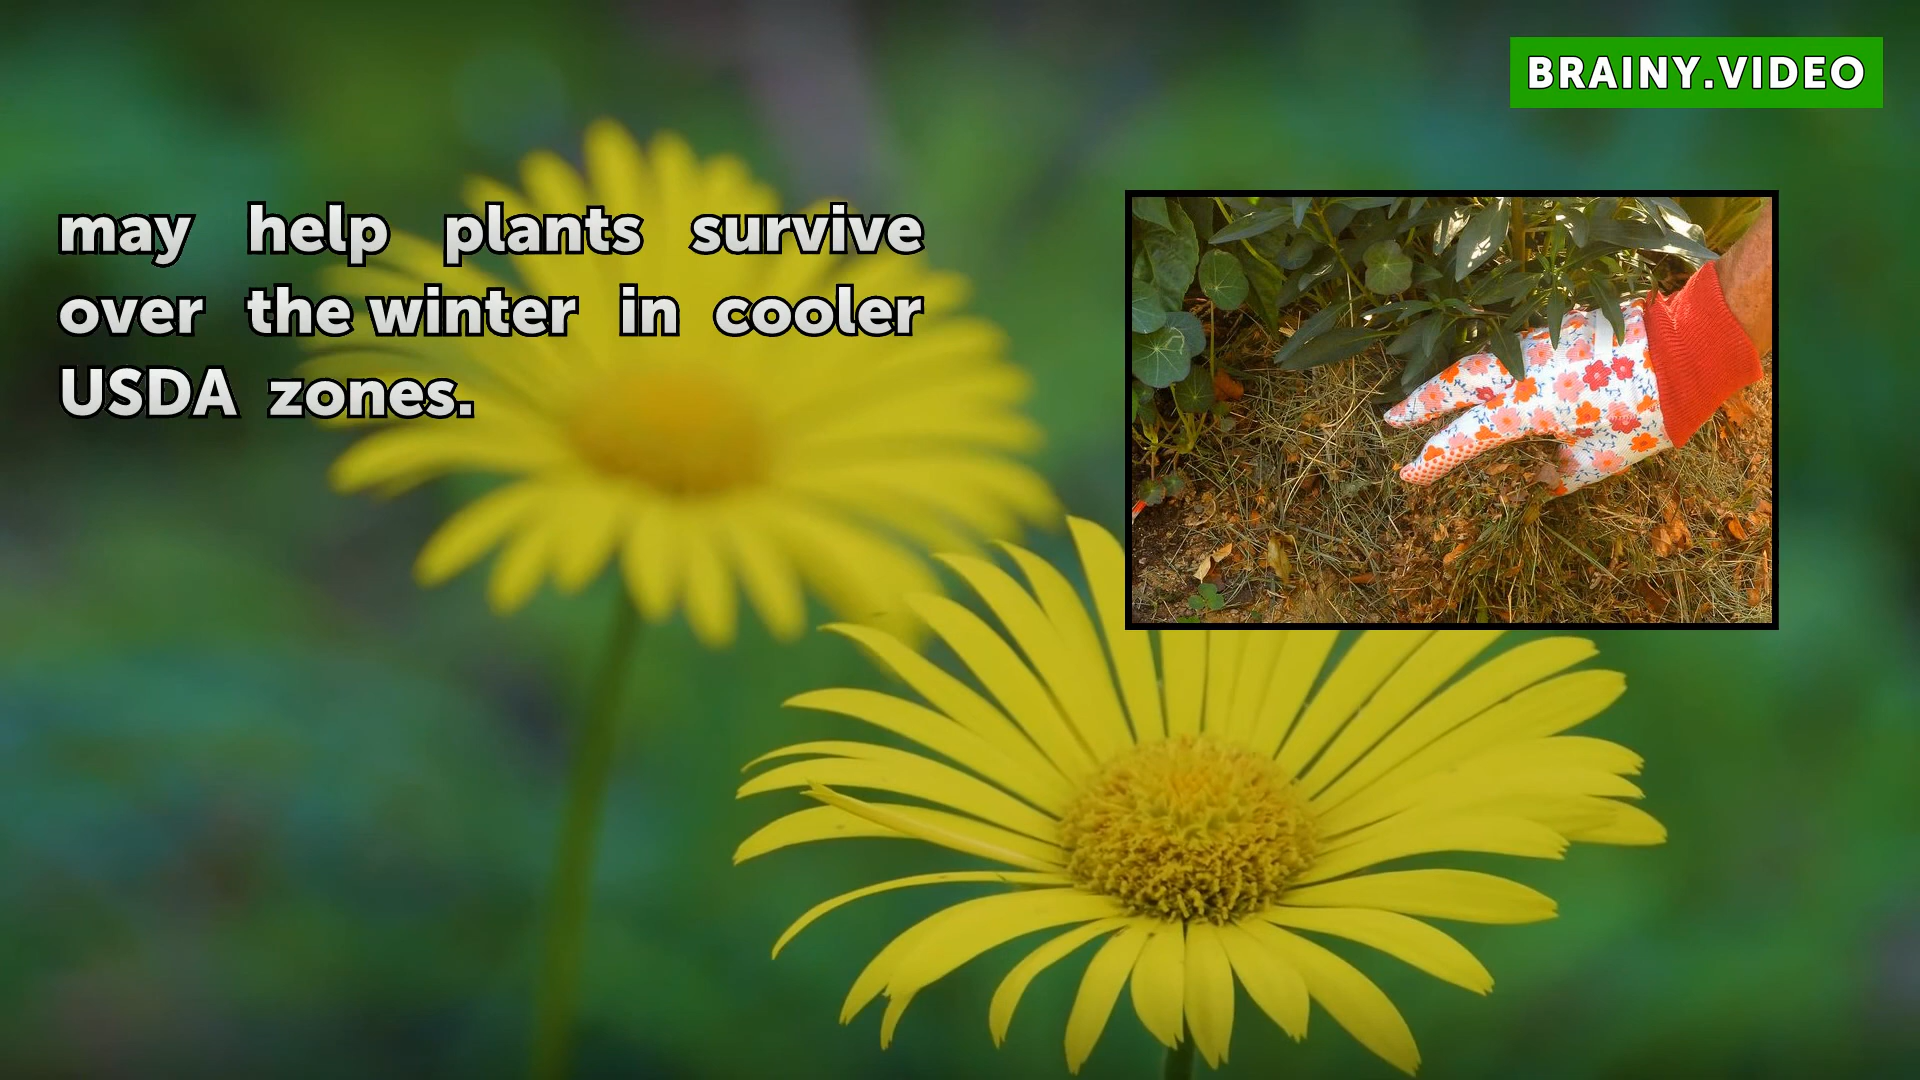 BRAINY.VIDEO
may help plants survive
over the winter in cooler
USDA zones.